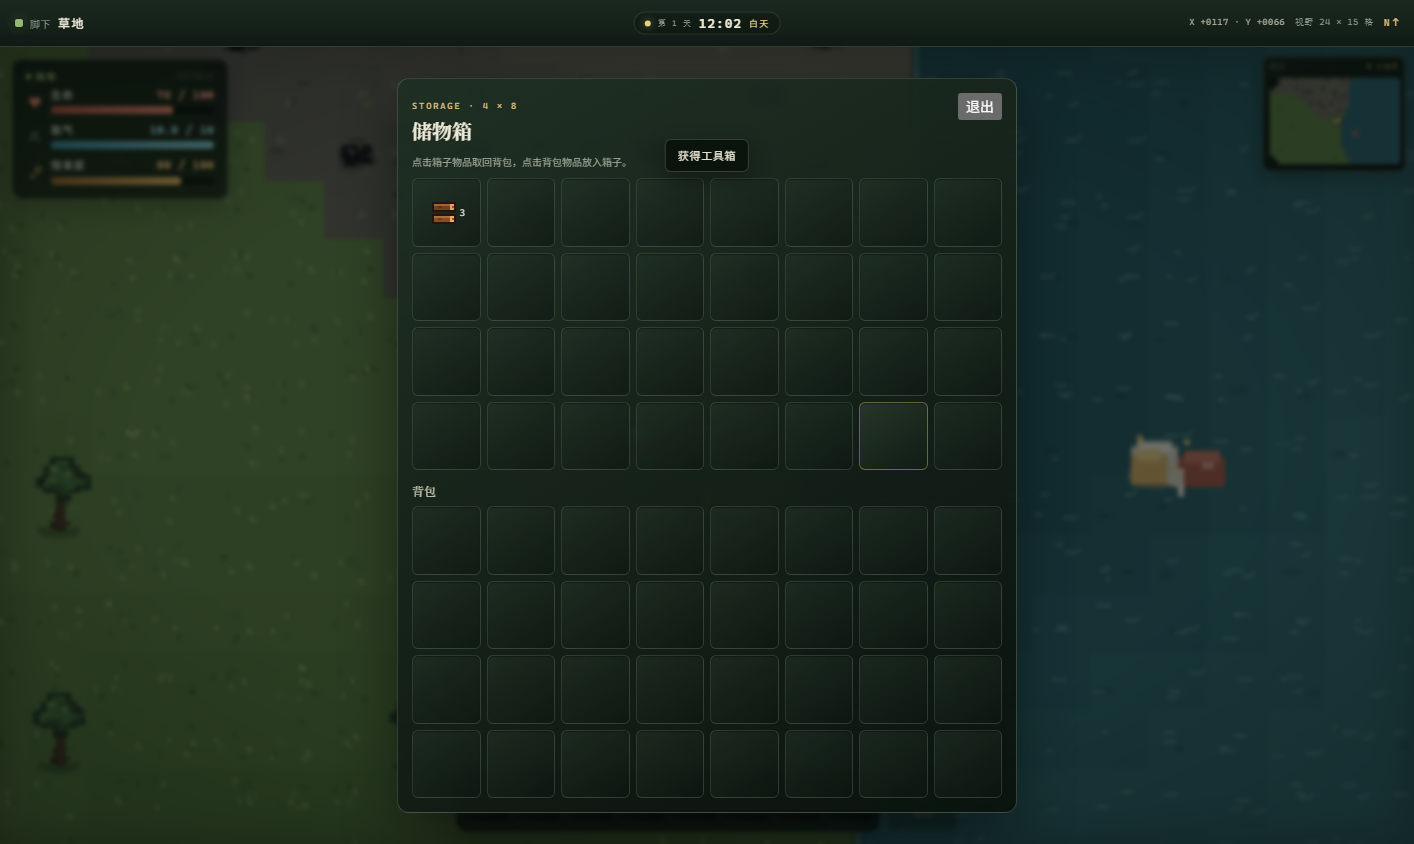 脚下 草地
第 1 天 12:02 白天
X +0117 · Y +0066 视野 24 × 15 格 N↑
STORAGE · 4 × 8
退出
储物箱
获得工具箱
点击箱子物品取回背包，点击背包物品放入箱子。
3
背包